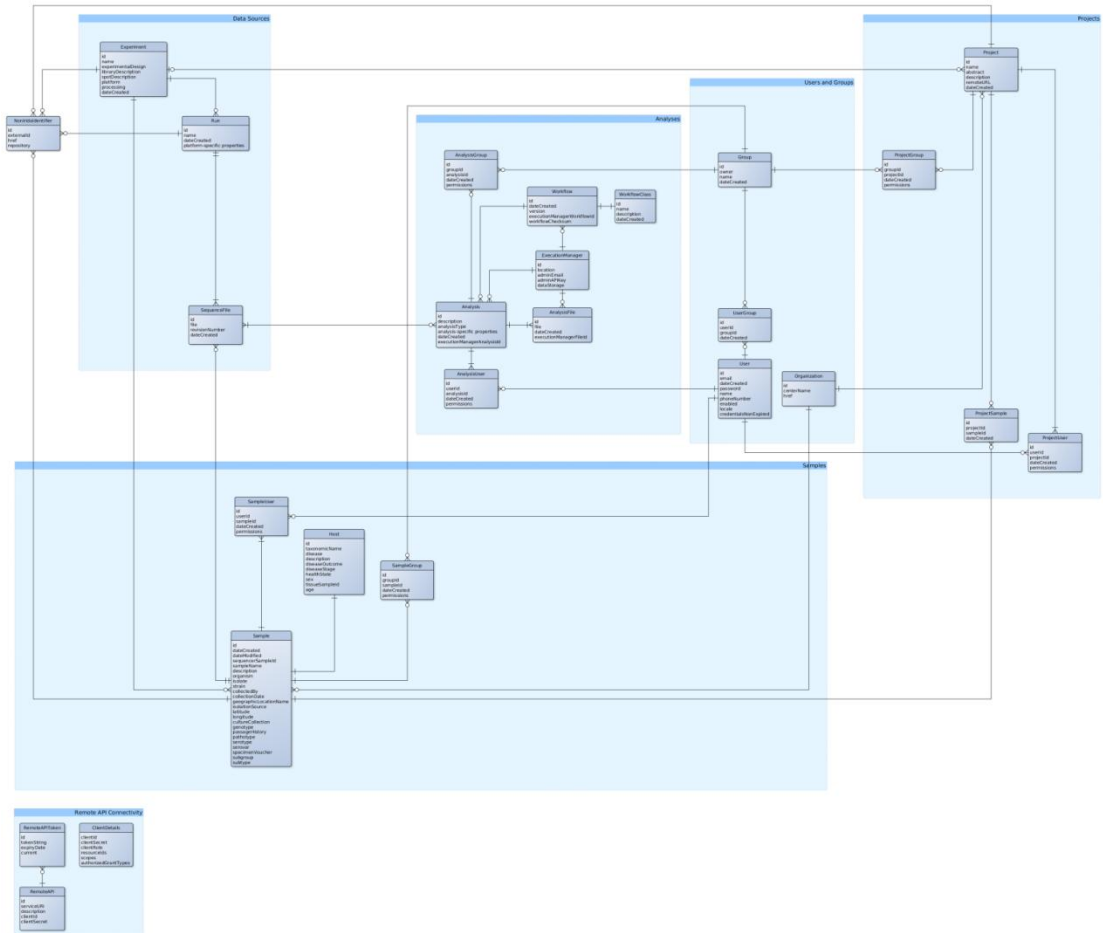 Data Sources
Experiment
id
name
experimentalDesign
libraryDescription
spotDescription
platform
processing
dateCreated
Run
id
name
dateCreated
platform-specific properties
SequenceFile
id
file
revisionNumber
dateCreated
id
externalId
href
repository
Projects
Project
id
name
abstract
description
remoteURL
dateCreated
ProjectGroup
id
groupId
projectId
dateCreated
permissions
ProjectSample
id
projectId
sampleId
dateCreated
ProjectUser
id
userId
projectId
dateCreated
permissions
Users and Groups
Group
id
owner
name
dateCreated
UserGroup
id
userId
groupId
dateCreated
User
id
email
dateCreated
password
name
phoneNumber
enabled
locale
credentialsNonExpired
Organization
id
centerName
href
Analyses
AnalysisGroup
id
groupId
analysisId
dateCreated
permissions
Workflow
id
dateCreated
version
executionManagerWorkflowId
workflowChecksum
WorkflowClass
id
name
description
dateCreated
ExecutionManager
id
location
adminEmail
adminAPIKey
dataStorage
Analysis
id
description
analysisType
analysis-specific properties
dateCreated
executionManagerAnalysisId
AnalysisFile
id
file
dateCreated
executionManagerFileId
AnalysisUser
id
userId
analysisId
dateCreated
permissions
Samples
SampleUser
id
userId
sampleId
dateCreated
permissions
Host
id
taxonomicName
disease
description
diseaseOutcome
diseaseStage
healthState
sex
tissueSampleId
age
SampleGroup
id
groupId
sampleId
dateCreated
permissions
Sample
id
dateCreated
dateModified
sequencerSampleId
sampleName
description
organism
isolate
strain
collectedBy
collectionDate
geographicLocationName
isolationSource
latitude
longitude
cultureCollection
genotype
passageHistory
pathotype
serotype
serovar
specimenVoucher
subgroup
subtype
Remote API Connectivity
RemoteAPIToken
id
tokenString
expiryDate
current
ClientDetails
clientId
clientSecret
clientRole
resourceIds
scopes
authorizedGrantTypes
RemoteAPI
id
serviceURI
description
clientId
clientSecret